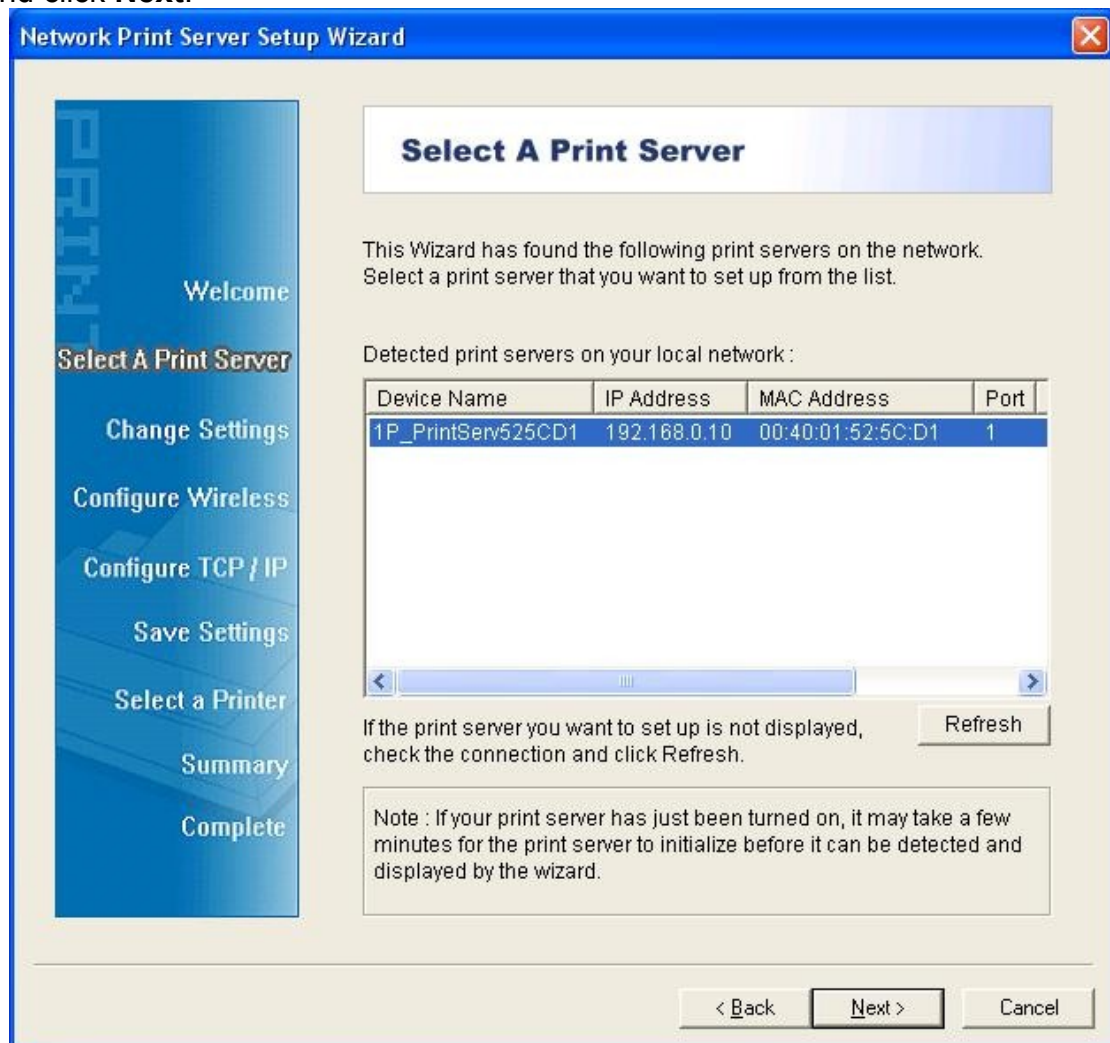 and click Next.
Network Print Server Setup Wizard
PRINT
Welcome
Select A Print Server
Change Settings
Configure Wireless
Configure TCP / IP
Save Settings
Select a Printer
Summary
Complete
Select A Print Server
This Wizard has found the following print servers on the network.
Select a print server that you want to set up from the list.
Detected print servers on your local network :
Device Name IP Address MAC Address Port
1P_PrintServ525CD1 192.168.0.10 00:40:01:52:5C:D1 1
If the print server you want to set up is not displayed,
check the connection and click Refresh.
Refresh
Note : If your print server has just been turned on, it may take a few
minutes for the print server to initialize before it can be detected and
displayed by the wizard.
< Back Next > Cancel